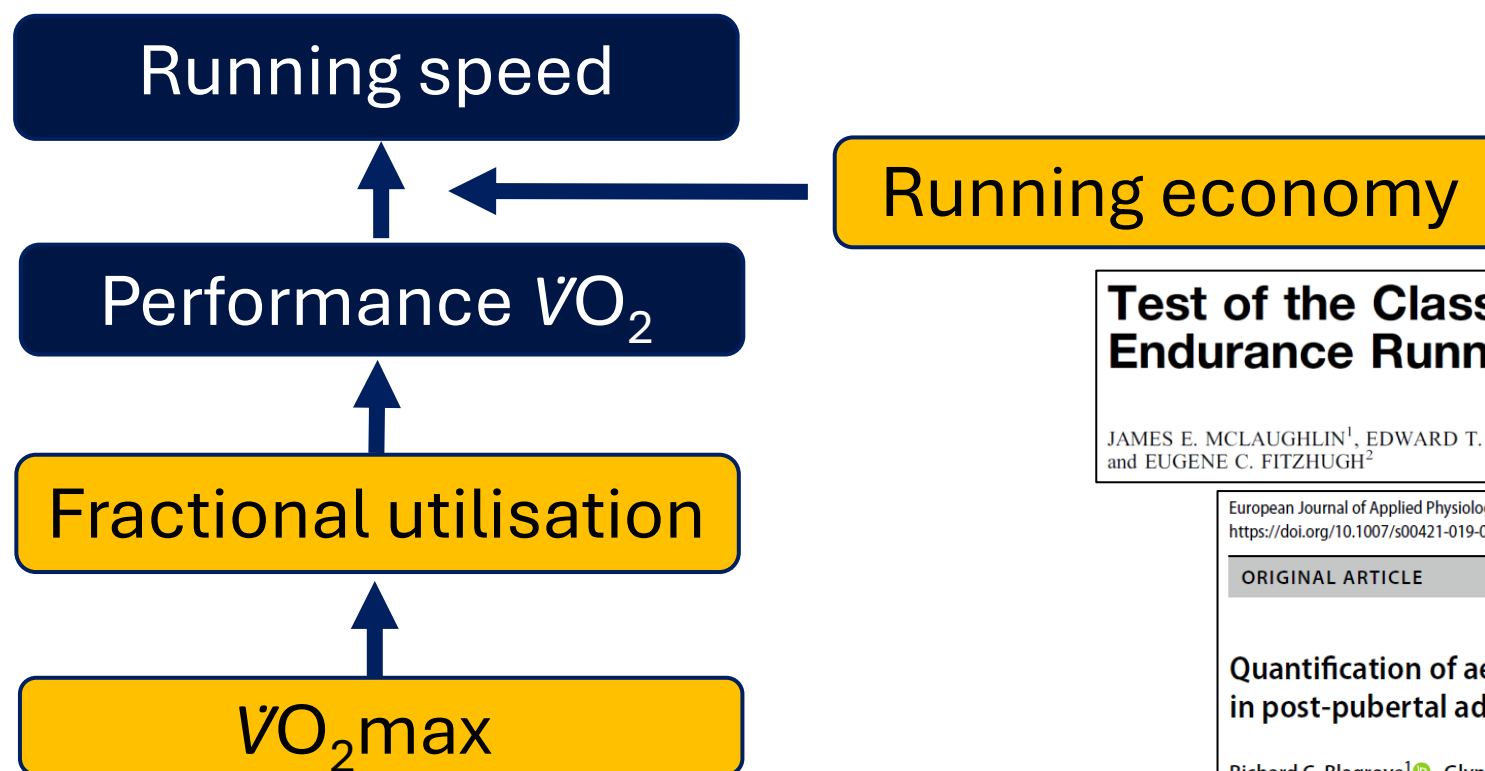 Running speed
Running economy
Performance V̇O₂
Fractional utilisation
V̇O₂max
Test of the Class
Endurance Runn
JAMES E. MCLAUGHLIN¹, EDWARD T.
and EUGENE C. FITZHUGH²
European Journal of Applied Physiolog
https://doi.org/10.1007/s00421-019-0
ORIGINAL ARTICLE
Quantification of ae
in post-pubertal ad